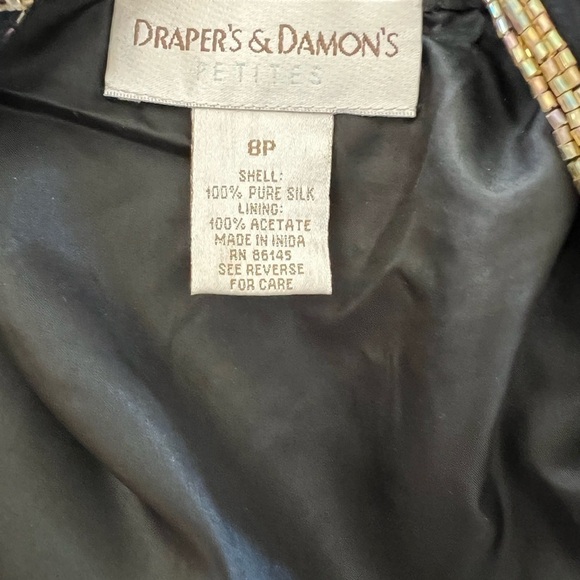 DRAPER'S & DAMON'S
PETITES
8P
SHELL:
100% PURE SILK
LINING:
100% ACETATE
MADE IN INIDA
RN 86145
SEE REVERSE
FOR CARE